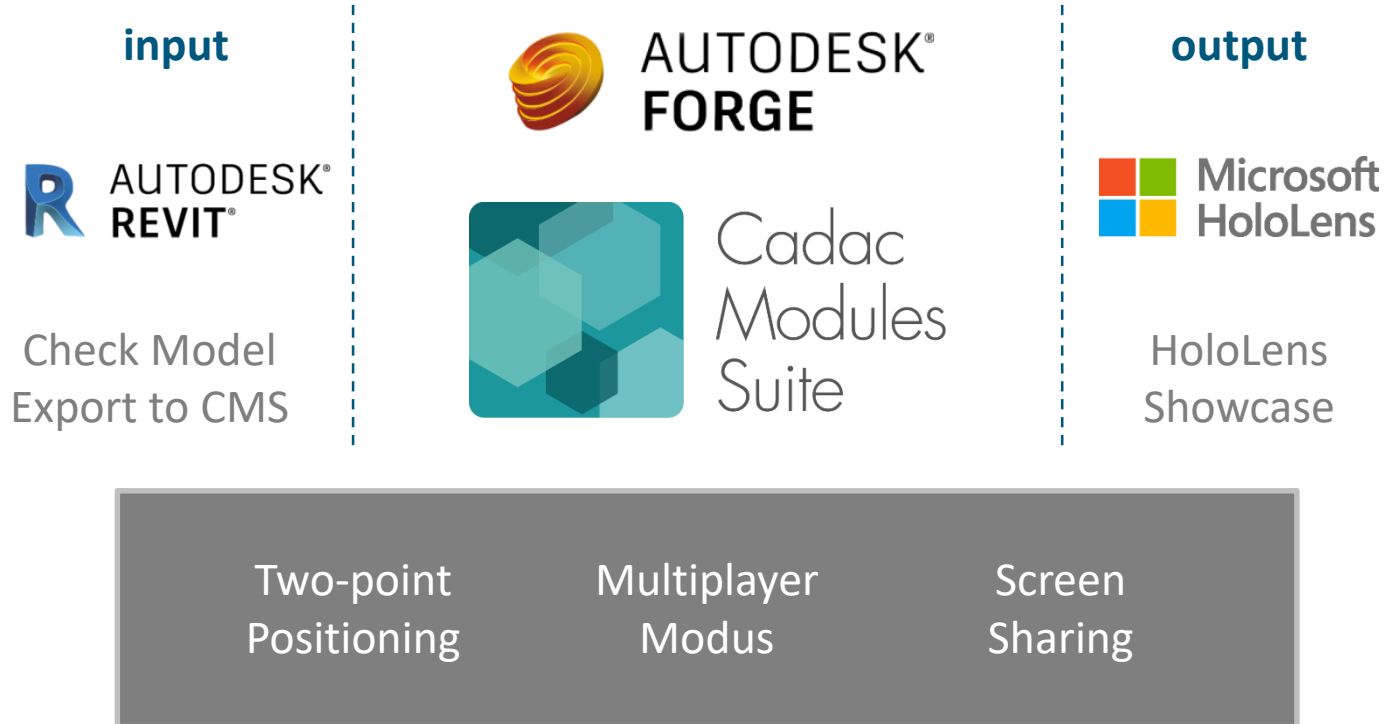 input
AUTODESK®
REVIT®
Check Model
Export to CMS
AUTODESK®
FORGE
Cadac
Modules
Suite
output
Microsoft
HoloLens
HoloLens
Showcase
Two-point
Positioning
Multiplayer
Modus
Screen
Sharing